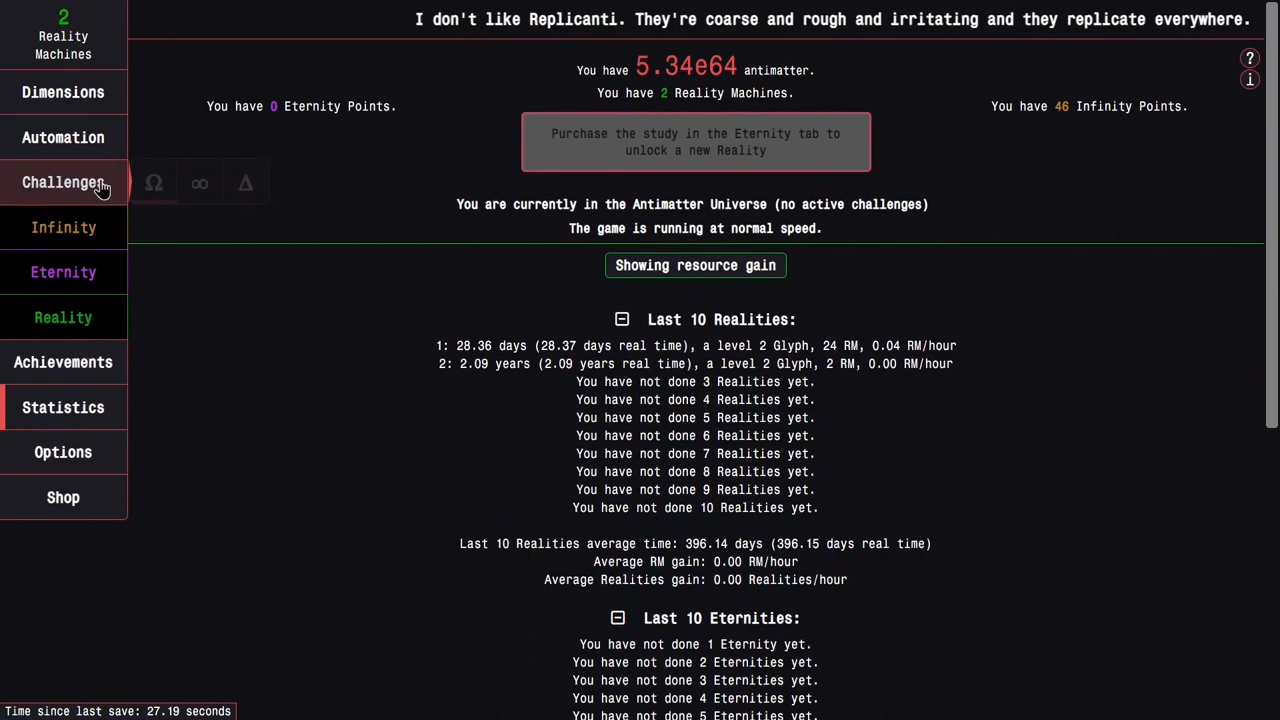 2
Reality
Machines
Dimensions
Automation
Challenges
Infinity
Eternity
Reality
Achievements
Statistics
Options
Shop
I don't like Replicanti. They're coarse and rough and irritating and they replicate everywhere.
?
i
You have 5.34e64 antimatter.
You have 2 Reality Machines.
You have 0 Eternity Points.
You have 46 Infinity Points.
Purchase the study in the Eternity tab to
unlock a new Reality
Ω ∞ Δ
You are currently in the Antimatter Universe (no active challenges)
The game is running at normal speed.
Showing resource gain
Last 10 Realities:
1: 28.36 days (28.37 days real time), a level 2 Glyph, 24 RM, 0.04 RM/hour
2: 2.09 years (2.09 years real time), a level 2 Glyph, 2 RM, 0.00 RM/hour
You have not done 3 Realities yet.
You have not done 4 Realities yet.
You have not done 5 Realities yet.
You have not done 6 Realities yet.
You have not done 7 Realities yet.
You have not done 8 Realities yet.
You have not done 9 Realities yet.
You have not done 10 Realities yet.
Last 10 Realities average time: 396.14 days (396.15 days real time)
Average RM gain: 0.00 RM/hour
Average Realities gain: 0.00 Realities/hour
Last 10 Eternities:
You have not done 1 Eternity yet.
You have not done 2 Eternities yet.
You have not done 3 Eternities yet.
You have not done 4 Eternities yet.
You have not done 5 Eternities yet.
Time since last save: 27.19 seconds